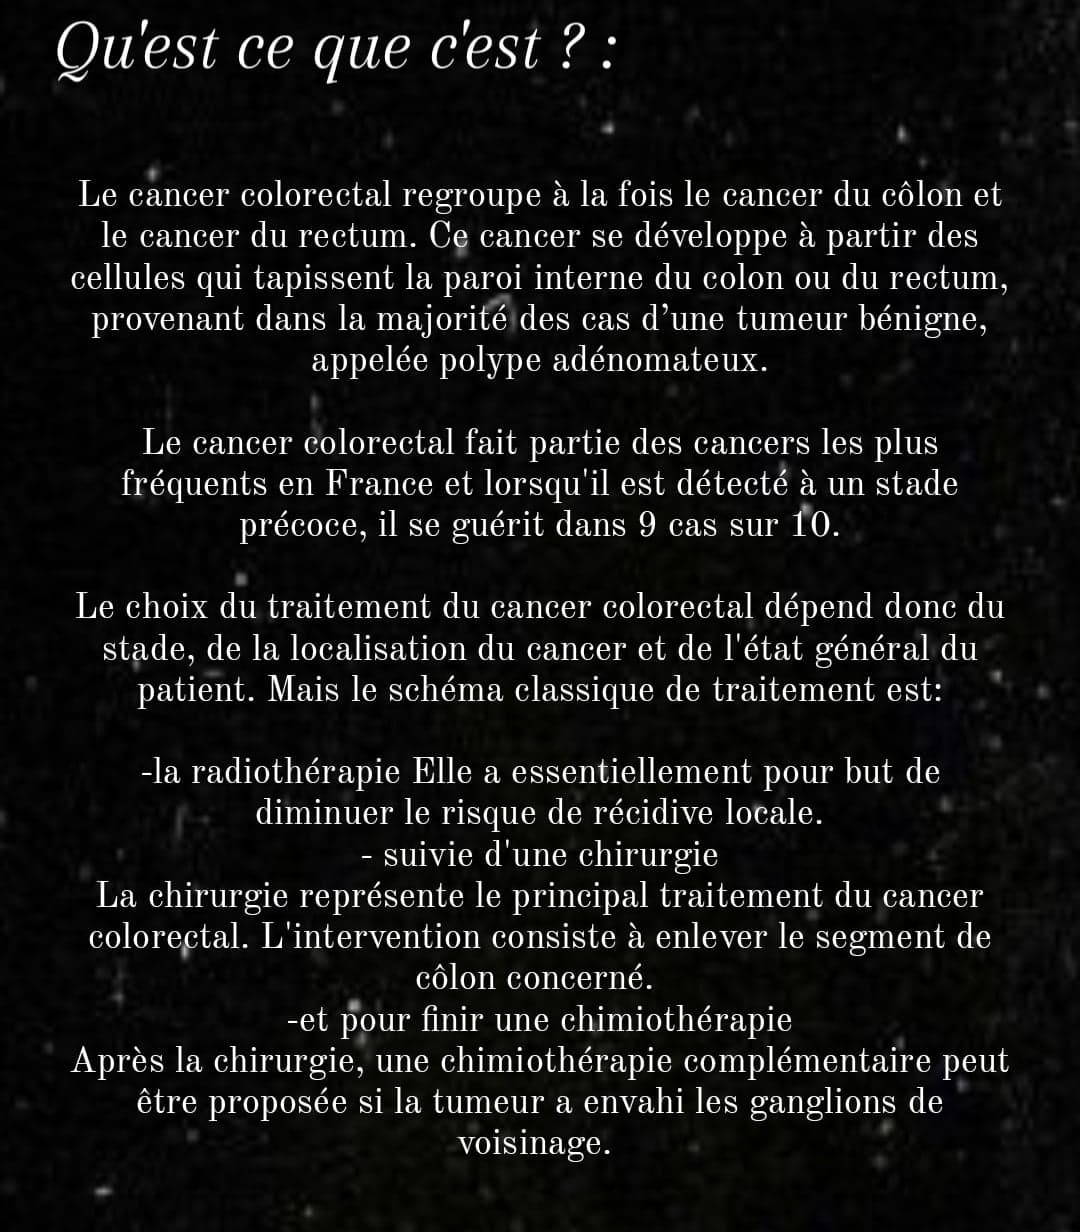 Qu'est ce que c'est ? :
Le cancer colorectal regroupe à la fois le cancer du côlon et
le cancer du rectum. Ce cancer se développe à partir des
cellules qui tapissent la paroi interne du colon ou du rectum,
provenant dans la majorité des cas d’une tumeur bénigne,
appelée polype adénomateux.
Le cancer colorectal fait partie des cancers les plus
fréquents en France et lorsqu'il est détecté à un stade
précoce, il se guérit dans 9 cas sur 10.
Le choix du traitement du cancer colorectal dépend donc du
stade, de la localisation du cancer et de l'état général du
patient. Mais le schéma classique de traitement est:
-la radiothérapie Elle a essentiellement pour but de
diminuer le risque de récidive locale.
- suivie d'une chirurgie
La chirurgie représente le principal traitement du cancer
colorectal. L'intervention consiste à enlever le segment de
côlon concerné.
-et pour finir une chimiothérapie
Après la chirurgie, une chimiothérapie complémentaire peut
être proposée si la tumeur a envahi les ganglions de
voisinage.